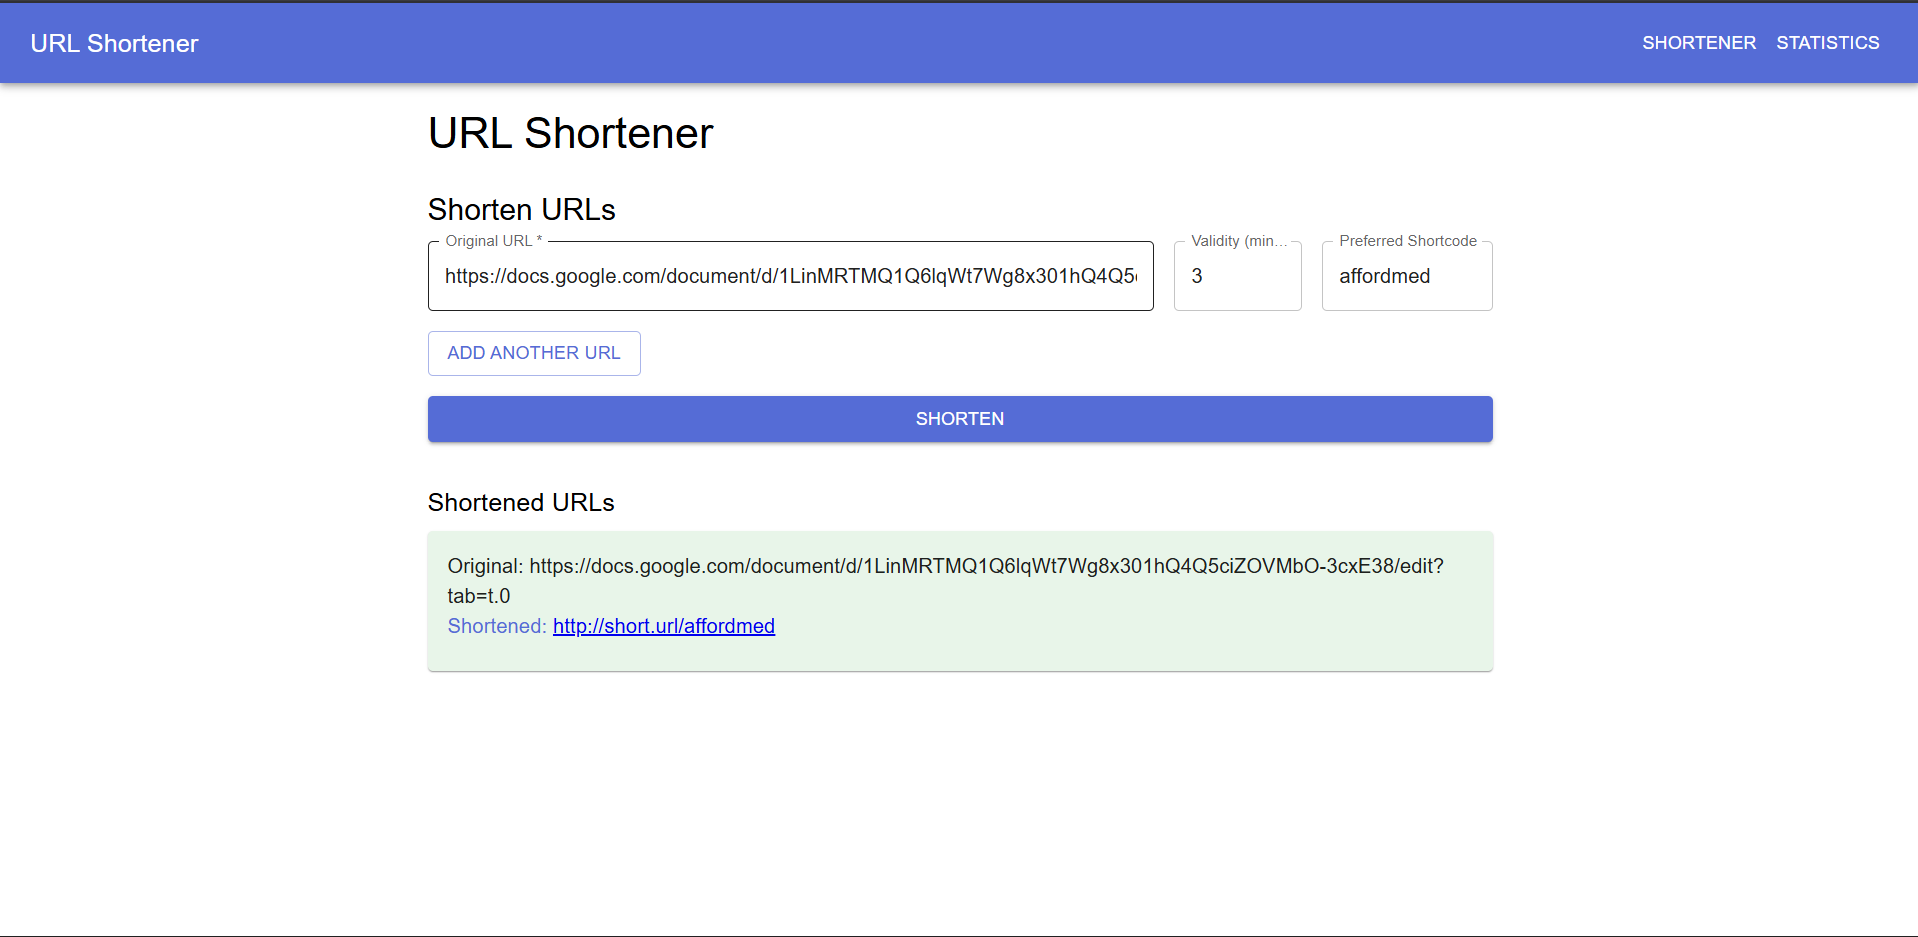 URL Shortener
SHORTENER STATISTICS
URL Shortener
Shorten URLs
Original URL *
https://docs.google.com/document/d/1LinMRTMQ1Q6lqWt7Wg8x301hQ4Q5
Validity (min...
3
Preferred Shortcode
affordmed
ADD ANOTHER URL
SHORTEN
Shortened URLs
Original: https://docs.google.com/document/d/1LinMRTMQ1Q6lqWt7Wg8x301hQ4Q5ciZOVMbO-3cxE38/edit?
tab=t.0
Shortened: http://short.url/affordmed